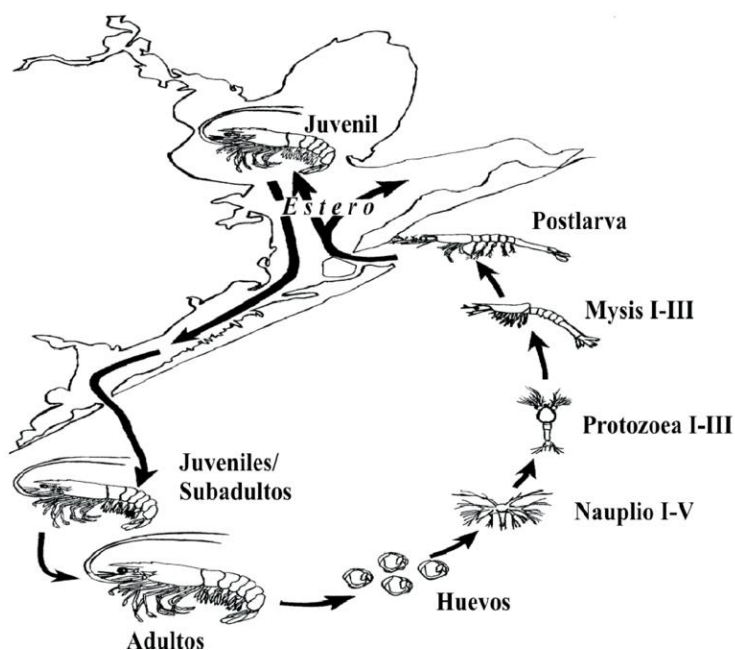 Juvenil
Estero
Postlarva
Mysis I-III
Protozoea I-III
Juveniles/
Subadultos
Nauplio I-V
Huevos
Adultos